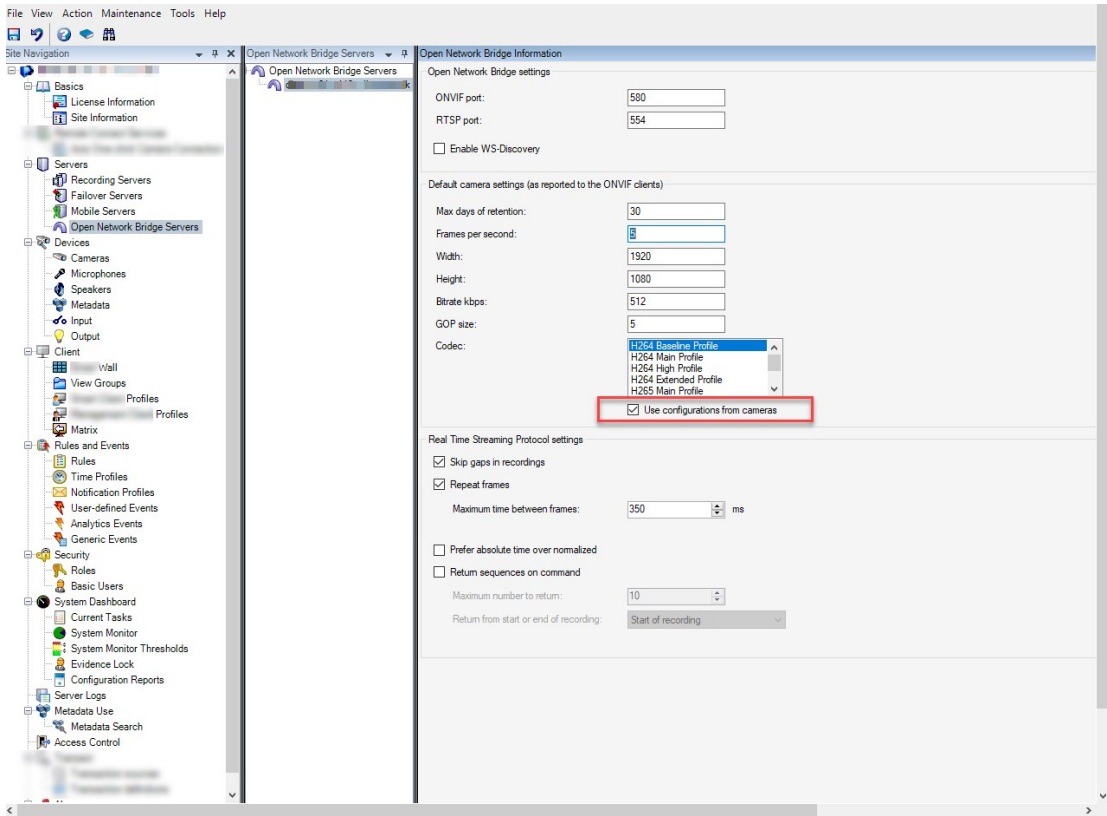 File View Action Maintenance Tools Help
Site Navigation
Basics
License Information
Site Information
Servers
Recording Servers
Failover Servers
Mobile Servers
Open Network Bridge Servers
Devices
Cameras
Microphones
Speakers
Metadata
Input
Output
Client
Wall
View Groups
Profiles
Profiles
Matrix
Rules and Events
Rules
Time Profiles
Notification Profiles
User-defined Events
Analytics Events
Generic Events
Security
Roles
Basic Users
System Dashboard
Current Tasks
System Monitor
System Monitor Thresholds
Evidence Lock
Configuration Reports
Server Logs
Metadata Use
Metadata Search
Access Control
Open Network Bridge Servers
Open Network Bridge Servers
Open Network Bridge Information
Open Network Bridge settings
ONVIF port: 580
RTSP port: 554
Enable WS-Discovery
Default camera settings (as reported to the ONVIF clients)
Max days of retention: 30
Frames per second: 5
Width: 1920
Height: 1080
Bitrate kbps: 512
GOP size: 5
Codec: H264 Baseline Profile
H264 Main Profile
H264 High Profile
H264 Extended Profile
H265 Main Profile
Use configurations from cameras
Real Time Streaming Protocol settings
Skip gaps in recordings
Repeat frames
Maximum time between frames: 350 ms
Prefer absolute time over normalized
Return sequences on command
Maximum number to return: 10
Return from start or end of recording: Start of recording